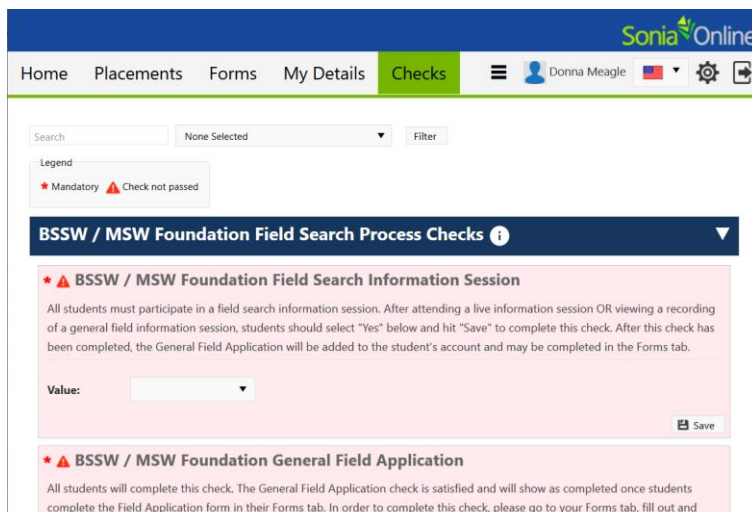 Sonia Online
Home Placements Forms My Details Checks Donna Meagle
Search None Selected Filter
Legend
* Mandatory Check not passed
BSSW / MSW Foundation Field Search Process Checks i
* BSSW / MSW Foundation Field Search Information Session
All students must participate in a field search information session. After attending a live information session OR viewing a recording
of a general field information session, students should select "Yes" below and hit "Save" to complete this check. After this check has
been completed, the General Field Application will be added to the student's account and may be completed in the Forms tab.
Value:
Save
* BSSW / MSW Foundation General Field Application
All students will complete this check. The General Field Application check is satisfied and will show as completed once students
complete the Field Application form in their Forms tab. In order to complete this check, please go to your Forms tab, fill out and